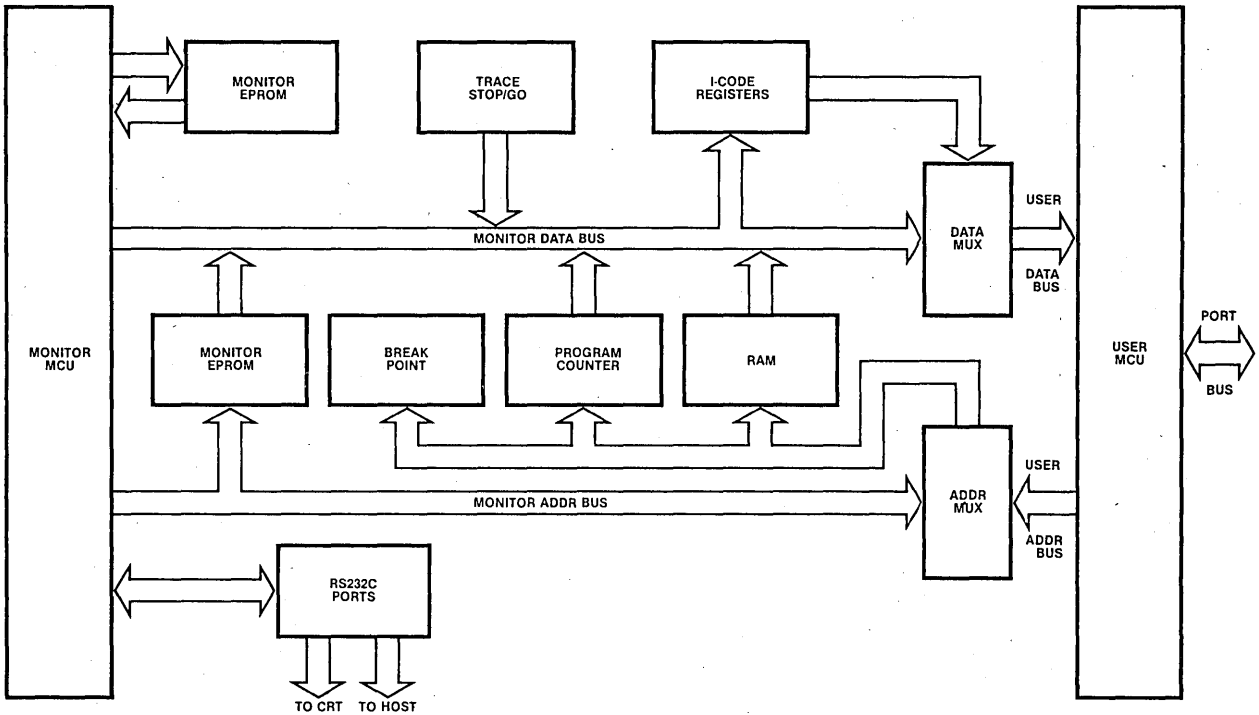 MONITOR
EPROM
TRACE
STOP/GO
I-CODE
REGISTERS
MONITOR DATA BUS
DATA
MUX
USER
DATA
BUS
MONITOR
MCU
MONITOR
EPROM
BREAK
POINT
PROGRAM
COUNTER
RAM
USER
MCU
PORT
BUS
MONITOR ADDR BUS
ADDR
MUX
USER
ADDR
BUS
RS232C
PORTS
TO CRT
TO HOST